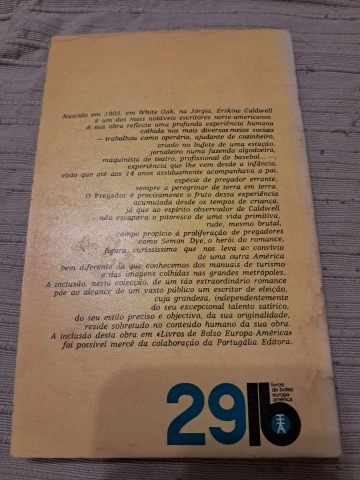 Nascido em 1903, em White Oak, na Jórgia, Erskine Caldwell
é um dos mais notáveis escritores norte-americanos.
A sua obra reflecte uma profunda experiência humana
colhida nos mais diversos meios sociais
— trabalhou como operário, ajudante de cozinheiro,
criado no bufete de uma estação,
jornaleiro numa fazenda algodoeira,
maquinista de teatro, profissional de basebol... —,
experiência que lhe vem desde a infância,
visto que até aos 14 anos assiduamente acompanhava o pai,
espécie de pregador errante,
sempre a peregrinar de terra em terra.
O Pregador é precisamente o fruto dessa experiência
acumulada desde os tempos de criança,
já que ao espírito observador de Caldwell
não escapava o pitoresco de uma vida primitiva,
rude, mesmo brutal,
campo propício à proliferação de pregadores
como Semon Dye, o herói do romance,
figura curiosíssima que nos leva ao convívio
de uma outra América
bem diferente da que conhecemos dos manuais de turismo
e das imagens colhidas nas grandes metrópoles.
A inclusão, nesta colecção, de um tão extraordinário romance
põe ao alcance de um vasto público um escritor de eleição,
cuja grandeza, independentemente
do seu excepcional talento satírico,
do seu estilo preciso e objectivo, da sua originalidade,
reside sobretudo no conteúdo humano da sua obra.
A inclusão desta obra em «Livros de Bolso Europa-América»
foi possível mercê da colaboração da Portugália Editora.
29 lb
livros
de bolso
europa
américa